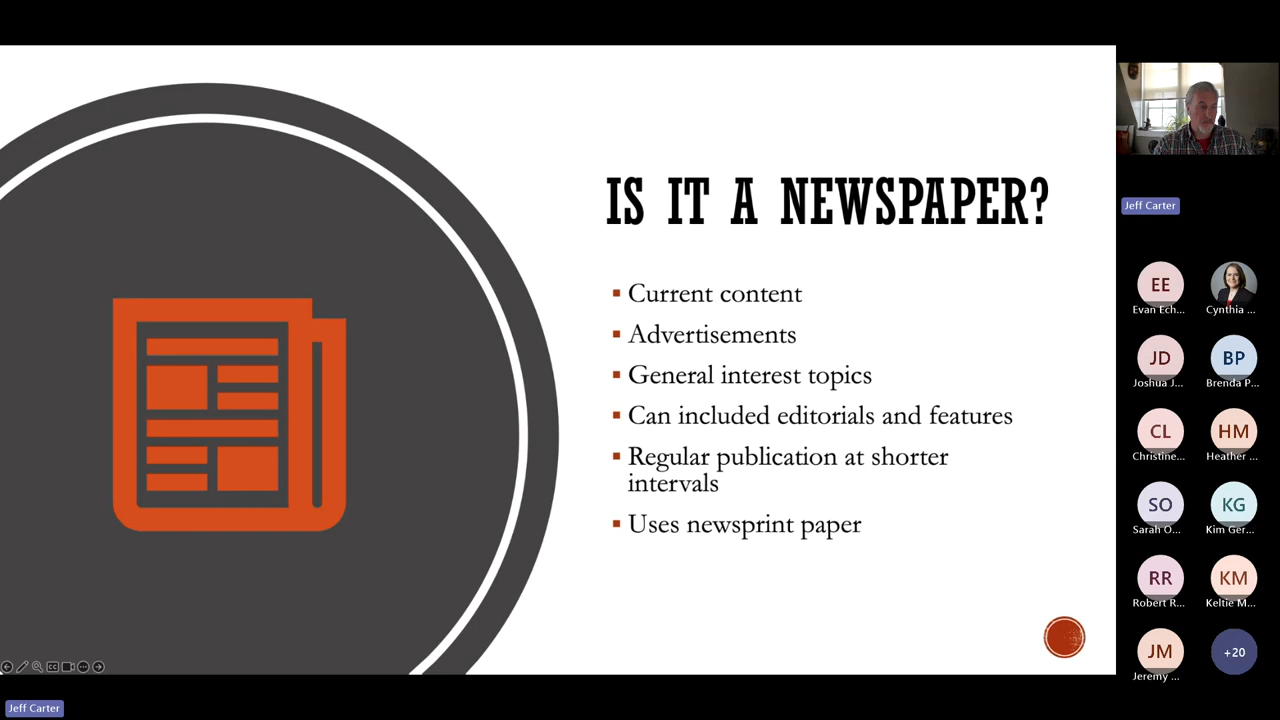 IS IT A NEWSPAPER?
Current content
Advertisements
General interest topics
Can included editorials and features
Regular publication at shorter
intervals
Uses newsprint paper
Jeff Carter
EE
Evan Ech...
Cynthia ...
JD
Joshua J...
BP
Brenda P...
CL
Christine...
HM
Heather ...
SO
Sarah O...
KG
Kim Ger...
RR
Robert R...
KM
Keltie M...
JM
Jeremy ...
+20
Jeff Carter